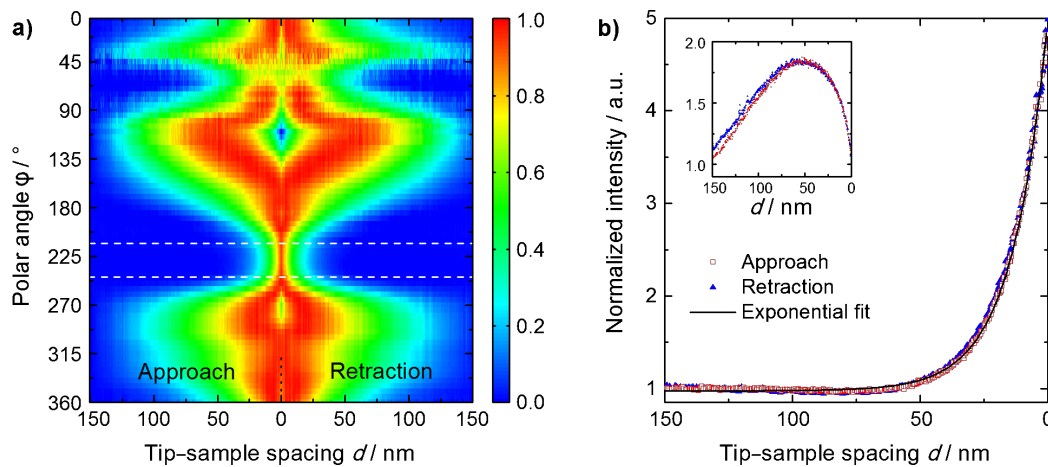 a)
Polar angle φ / °
0
45
90
135
180
225
270
315
360
Approach
Retraction
150 100 50 0 50 100 150
Tip–sample spacing d / nm
1.0
0.8
0.6
0.4
0.2
0.0
b)
Normalized intensity / a.u.
5
4
3
2
1
2.0
1.5
1.0
150 100 50 0
d / nm
Approach
Retraction
Exponential fit
150 100 50 0
Tip–sample spacing d / nm